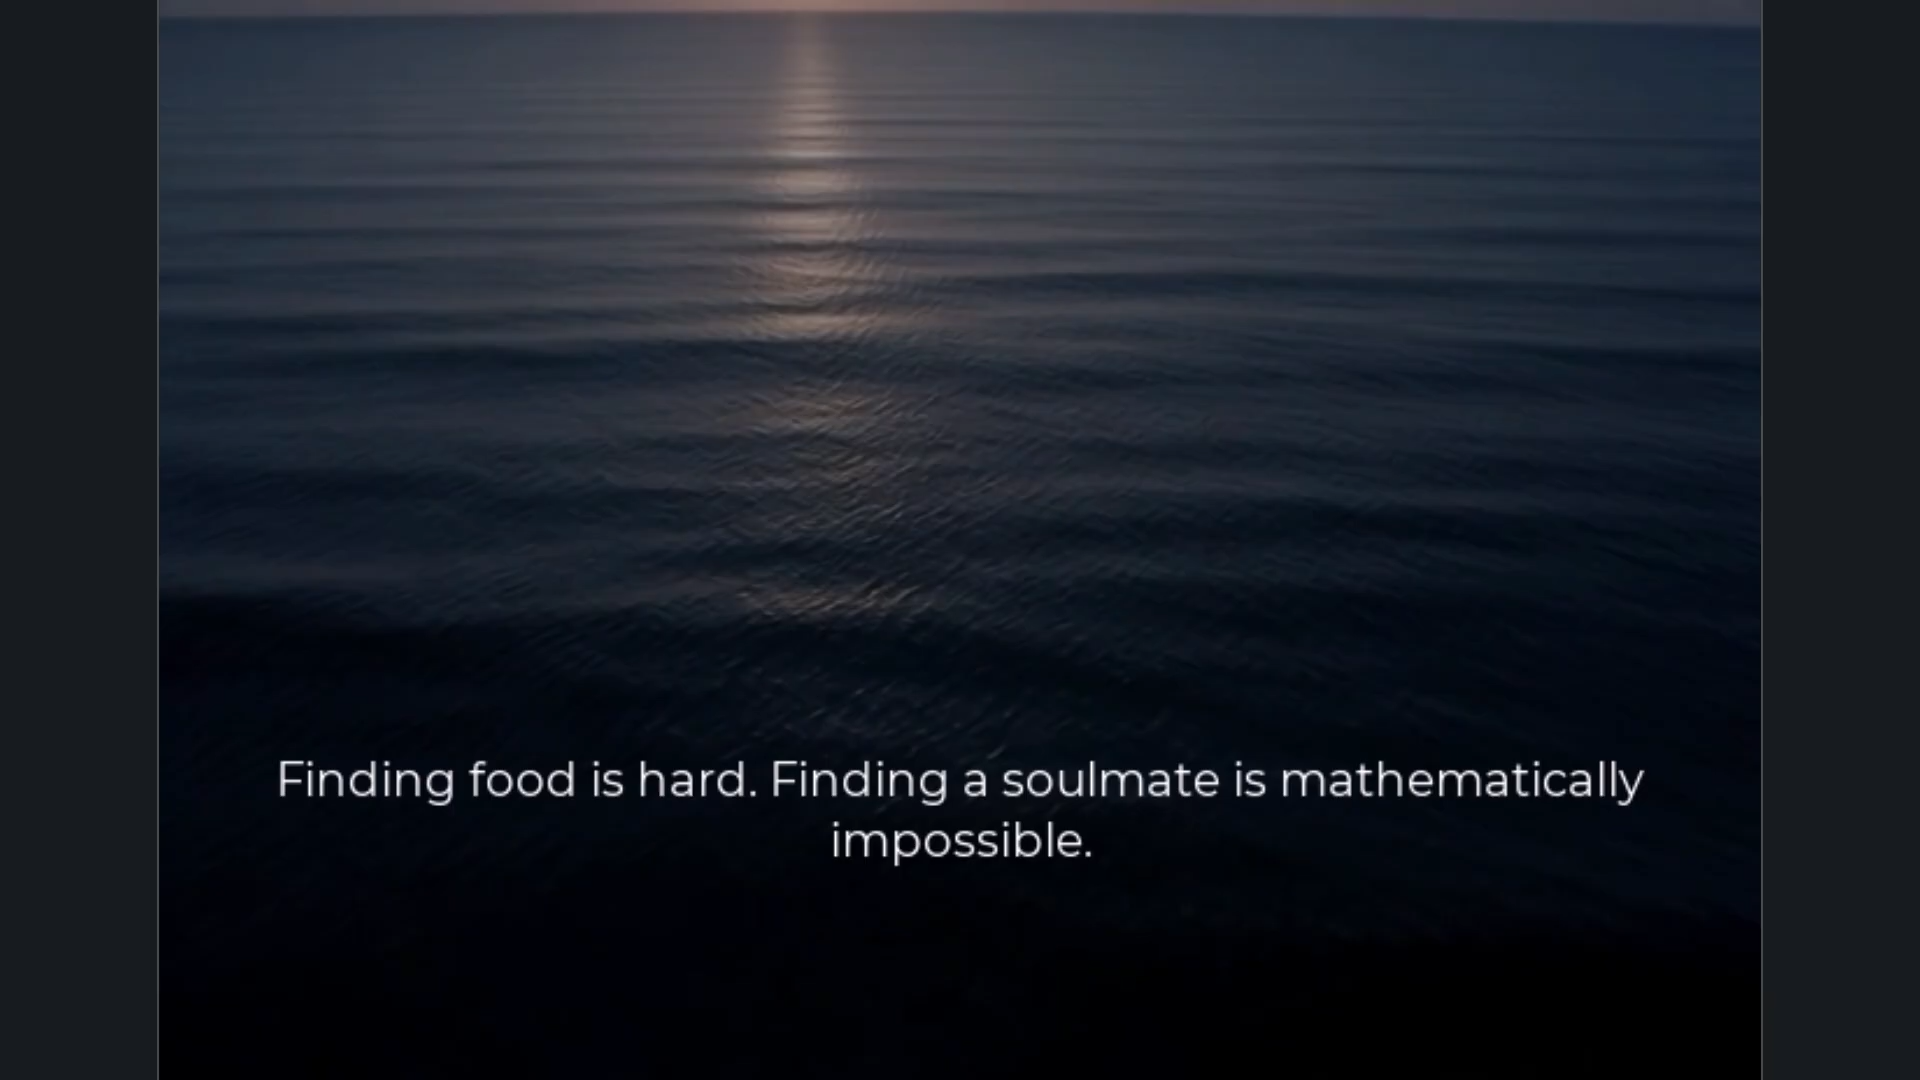 Finding food is hard. Finding a soulmate is mathematically
impossible.